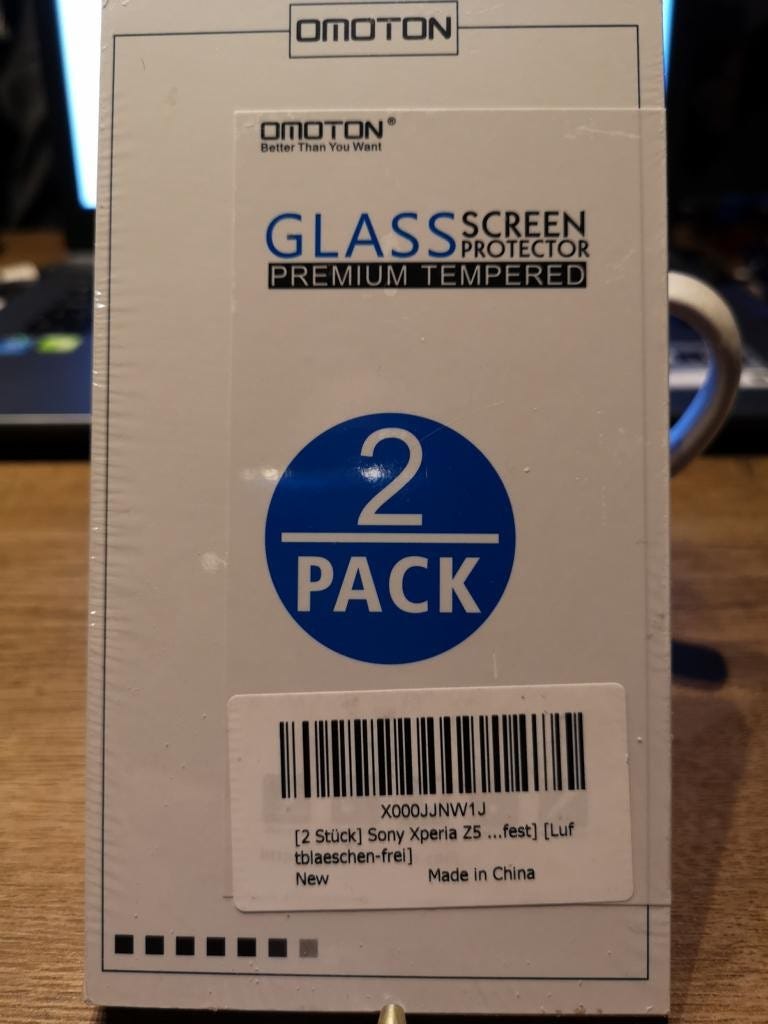 OMOTON
OMOTON®
Better Than You Want
GLASS SCREEN PROTECTOR
PREMIUM TEMPERED
2
PACK
X000JJNW1J
[2 Stück] Sony Xperia Z5 ...fest] [Luf
tblaeschen-frei]
New Made in China